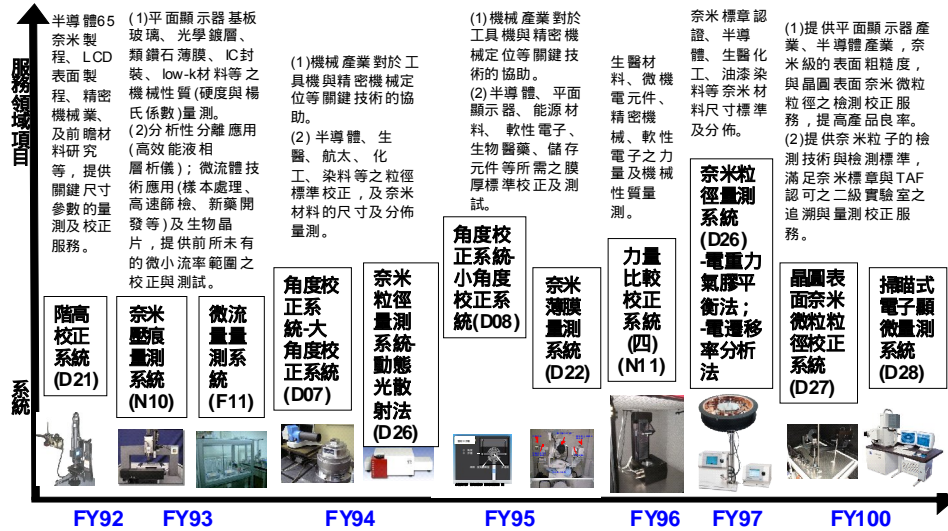 服務領域項目
系統
半導體65
奈米製
程、LCD
表面製
程、精密
機械業、
及前瞻材
料研究
等，提供
關鍵尺寸
參數的量
測及校正
服務。
(1)平面顯示器基板
玻璃、光學鍍層、
類鑽石薄膜、IC封
裝、low-k材料等之
機械性質(硬度與楊
氏係數)量測。
(2)分析性分離應用
(高效能液相
層析儀)；微流體技
術應用(樣本處理、
高速篩檢、新藥開
發等)及生物晶
片，提供前所未有
的微小流率範圍之
校正與測試。
(1)機械產業對於工
具機與精密機械定
位等關鍵技術的協
助。
(2)半導體、生
醫、航太、化
工、染料等之粒徑
標準校正，及奈米
材料的尺寸及分佈
量測。
(1)機械產業對於
工具機與精密機
械定位等關鍵技
術的協助。
(2)半導體、平面
顯示器、能源材
料、軟性電子、
生物醫藥、儲存
元件等所需之膜
厚標準校正及測
試。
生醫材
料、微機
電元件、
精密機
械、軟性
電子之力
量及機械
性質量
測。
奈米標章認
證、半導
體、生醫化
工、油漆染
料等奈米材
料尺寸標準
及分佈。
(1)提供平面顯示器產
業、半導體產業，奈
米級的表面粗糙度，
與晶圓表面奈米微粒
粒徑之檢測校正服
務，提高產品良率。
(2)提供奈米粒子的檢
測技術與檢測標準，
滿足奈米標章與TAF
認可之二級實驗室之
追溯與量測校正服
務。
階高
校正
系統
(D21)
奈米
壓痕
量測
系統
(N10)
微流
量量
測系
統
(F11)
角度校
正系
統-大
角度校
正系統
(D07)
奈米
粒徑
量測
系統-
動態
光散
射法
(D26)
角度校
正系統-
小角度
校正系
統(D08)
奈米
薄膜
量測
系統
(D22)
力量
比較
校正
系統
(四)
(N11)
奈米粒
徑量測
系統
(D26)
-電重力
氣膠平
衡法；
-電遷移
率分析
法
晶圓表
面奈米
微粒粒
徑校正
系統
(D27)
掃瞄式
電子顯
微量測
系統
(D28)
FY92
FY93
FY94
FY95
FY96
FY97
FY100